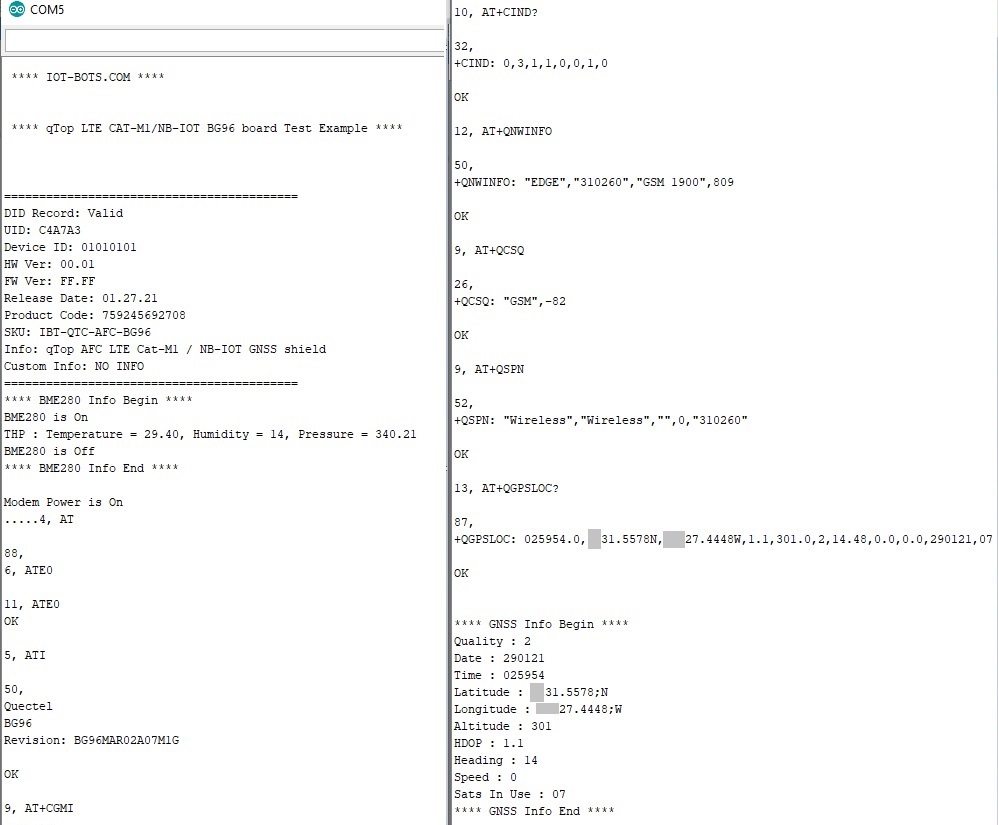 COM5
**** IOT-BOTS.COM ****
**** qTop LTE CAT-M1/NB-IOT BG96 board Test Example ****
==========================================
DID Record: Valid
UID: C4A7A3
Device ID: 01010101
HW Ver: 00.01
FW Ver: FF.FF
Release Date: 01.27.21
Product Code: 759245692708
SKU: IBT-QTC-AFC-BG96
Info: qTop AFC LTE Cat-M1 / NB-IOT GNSS shield
Custom Info: NO INFO
==========================================
**** BME280 Info Begin ****
BME280 is On
THP : Temperature = 29.40, Humidity = 14, Pressure = 340.21
BME280 is Off
**** BME280 Info End ****
Modem Power is On
.....4, AT
88,
6, ATE0
11, ATE0
OK
5, ATI
50,
Quectel
BG96
Revision: BG96MAR02A07M1G
OK
9, AT+CGMI
10, AT+CIND?
32,
+CIND: 0,3,1,1,0,0,1,0
OK
12, AT+QNWINFO
50,
+QNWINFO: "EDGE","310260","GSM 1900",809
OK
9, AT+QCSQ
26,
+QCSQ: "GSM",-82
OK
9, AT+QSPN
52,
+QSPN: "Wireless","Wireless","",0,"310260"
OK
13, AT+QGPSLOC?
87,
+QGPSLOC: 025954.0, 31.5578N, 27.4448W,1.1,301.0,2,14.48,0.0,0.0,290121,07
OK
**** GNSS Info Begin ****
Quality : 2
Date : 290121
Time : 025954
Latitude : 31.5578;N
Longitude : 27.4448;W
Altitude : 301
HDOP : 1.1
Heading : 14
Speed : 0
Sats In Use : 07
**** GNSS Info End ****